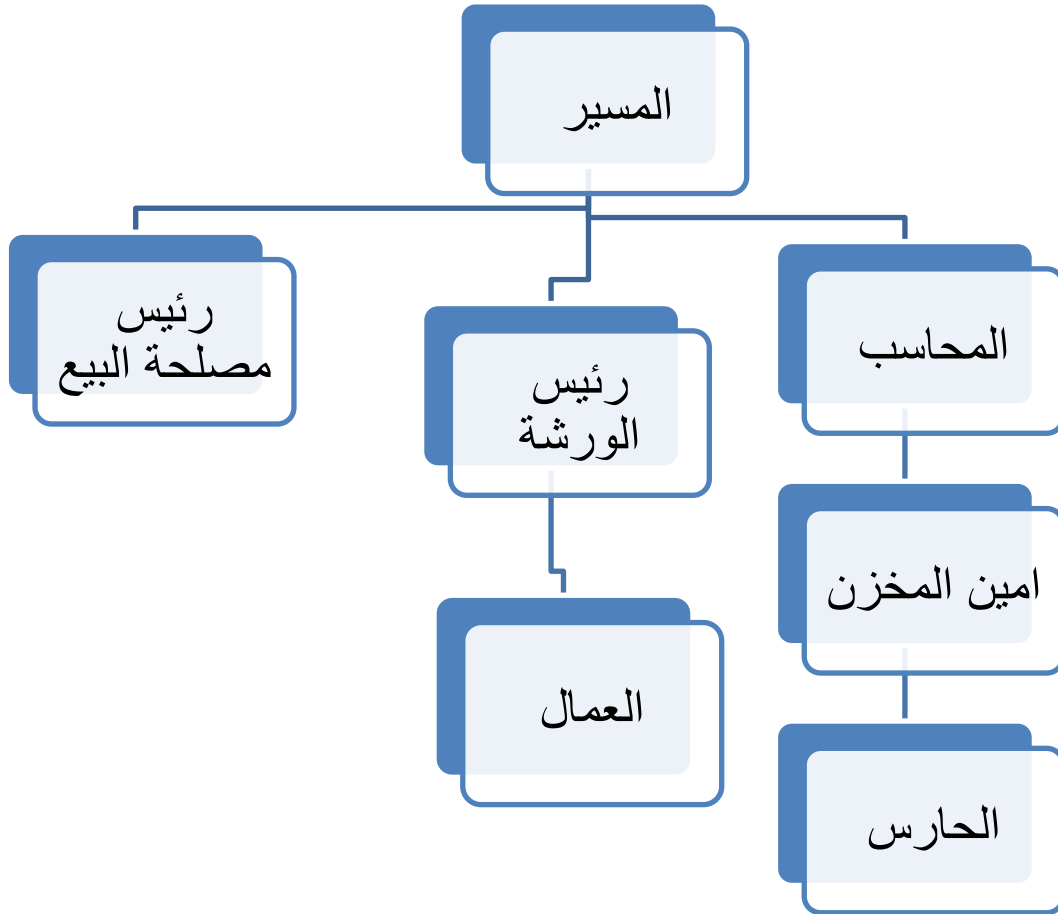 المسير
المحاسب
رئيس
مصلحة البيع
رئيس
الورشة
امين المخزن
العمال
الحارس